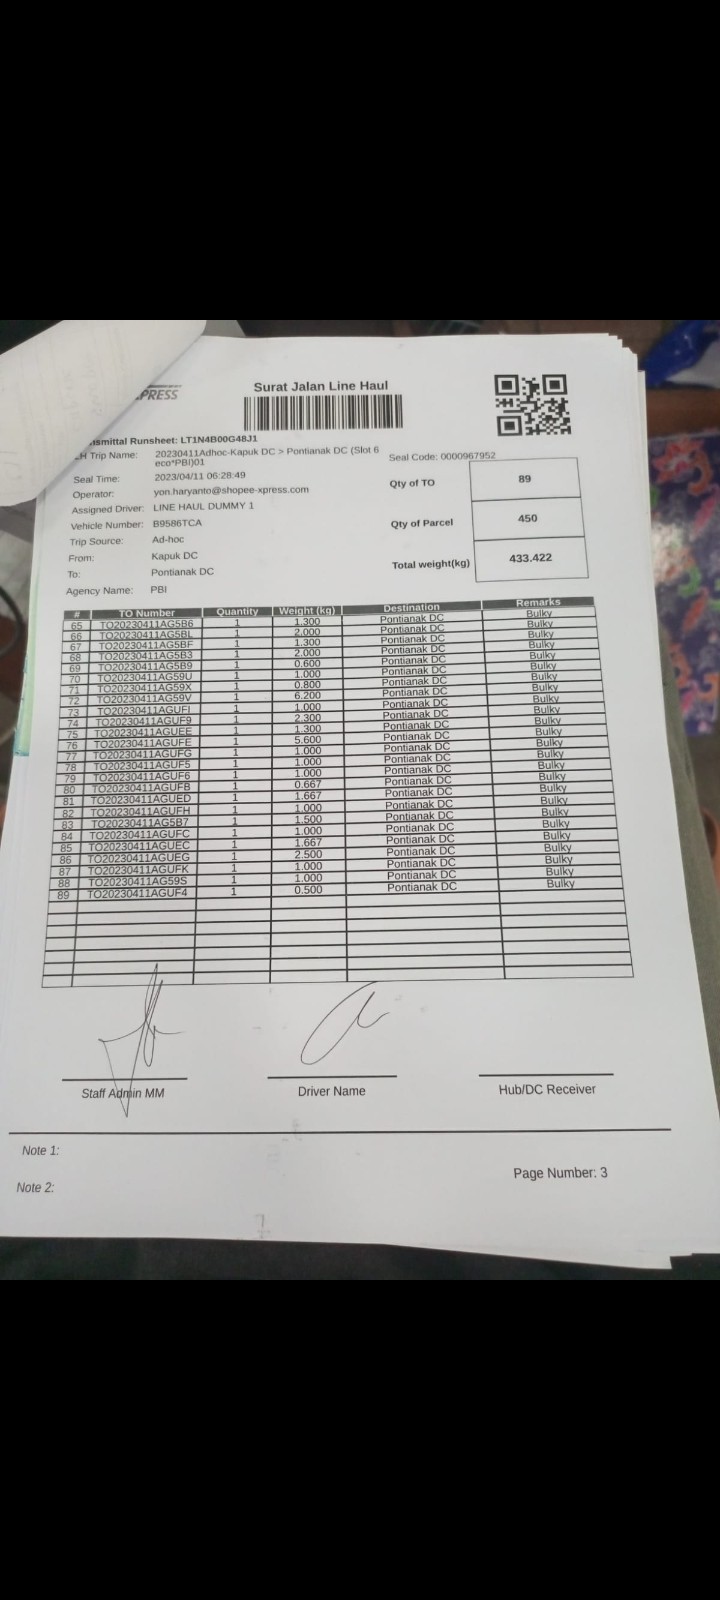 PRESS
Surat Jalan Line Haul
nsmittal Runsheet: LT1N4B00G48J1
LH Trip Name: 20230411Adhoc-Kapuk DC > Pontianak DC (Slot 6 eco*PBI)01
Seal Code: 0000967952
Seal Time: 2023/04/11 06:28:49
Operator: yon.haryanto@shopee-xpress.com
Assigned Driver: LINE HAUL DUMMY 1
Vehicle Number: B9586TCA
Trip Source: Ad-hoc
From: Kapuk DC
To: Pontianak DC
Agency Name: PBI
Qty of TO 89
Qty of Parcel 450
Total weight(kg) 433.422
# TO Number Quantity Weight (kg) Destination Remarks
65 TO20230411AG5B6 1 1.300 Pontianak DC Bulky
66 TO20230411AG5BL 1 2.000 Pontianak DC Bulky
67 TO20230411AG5BF 1 1.300 Pontianak DC Bulky
68 TO20230411AG5B3 1 2.000 Pontianak DC Bulky
69 TO20230411AG5B9 1 0.600 Pontianak DC Bulky
70 TO20230411AG59U 1 1.000 Pontianak DC Bulky
71 TO20230411AG59X 1 0.800 Pontianak DC Bulky
72 TO20230411AG59V 1 6.200 Pontianak DC Bulky
73 TO20230411AGUFI 1 1.000 Pontianak DC Bulky
74 TO20230411AGUF9 1 2.300 Pontianak DC Bulky
75 TO20230411AGUEE 1 1.300 Pontianak DC Bulky
76 TO20230411AGUFE 1 5.600 Pontianak DC Bulky
77 TO20230411AGUFG 1 1.000 Pontianak DC Bulky
78 TO20230411AGUF5 1 1.000 Pontianak DC Bulky
79 TO20230411AGUF6 1 1.000 Pontianak DC Bulky
80 TO20230411AGUFB 1 0.667 Pontianak DC Bulky
81 TO20230411AGUED 1 1.667 Pontianak DC Bulky
82 TO20230411AGUFH 1 1.000 Pontianak DC Bulky
83 TO20230411AG5B7 1 1.500 Pontianak DC Bulky
84 TO20230411AGUFC 1 1.000 Pontianak DC Bulky
85 TO20230411AGUEC 1 1.667 Pontianak DC Bulky
86 TO20230411AGUEG 1 2.500 Pontianak DC Bulky
87 TO20230411AGUFK 1 1.000 Pontianak DC Bulky
88 TO20230411AG59S 1 1.000 Pontianak DC Bulky
89 TO20230411AGUF4 1 0.500 Pontianak DC Bulky
Staff Admin MM
Driver Name
Hub/DC Receiver
Note 1:
Page Number: 3
Note 2: